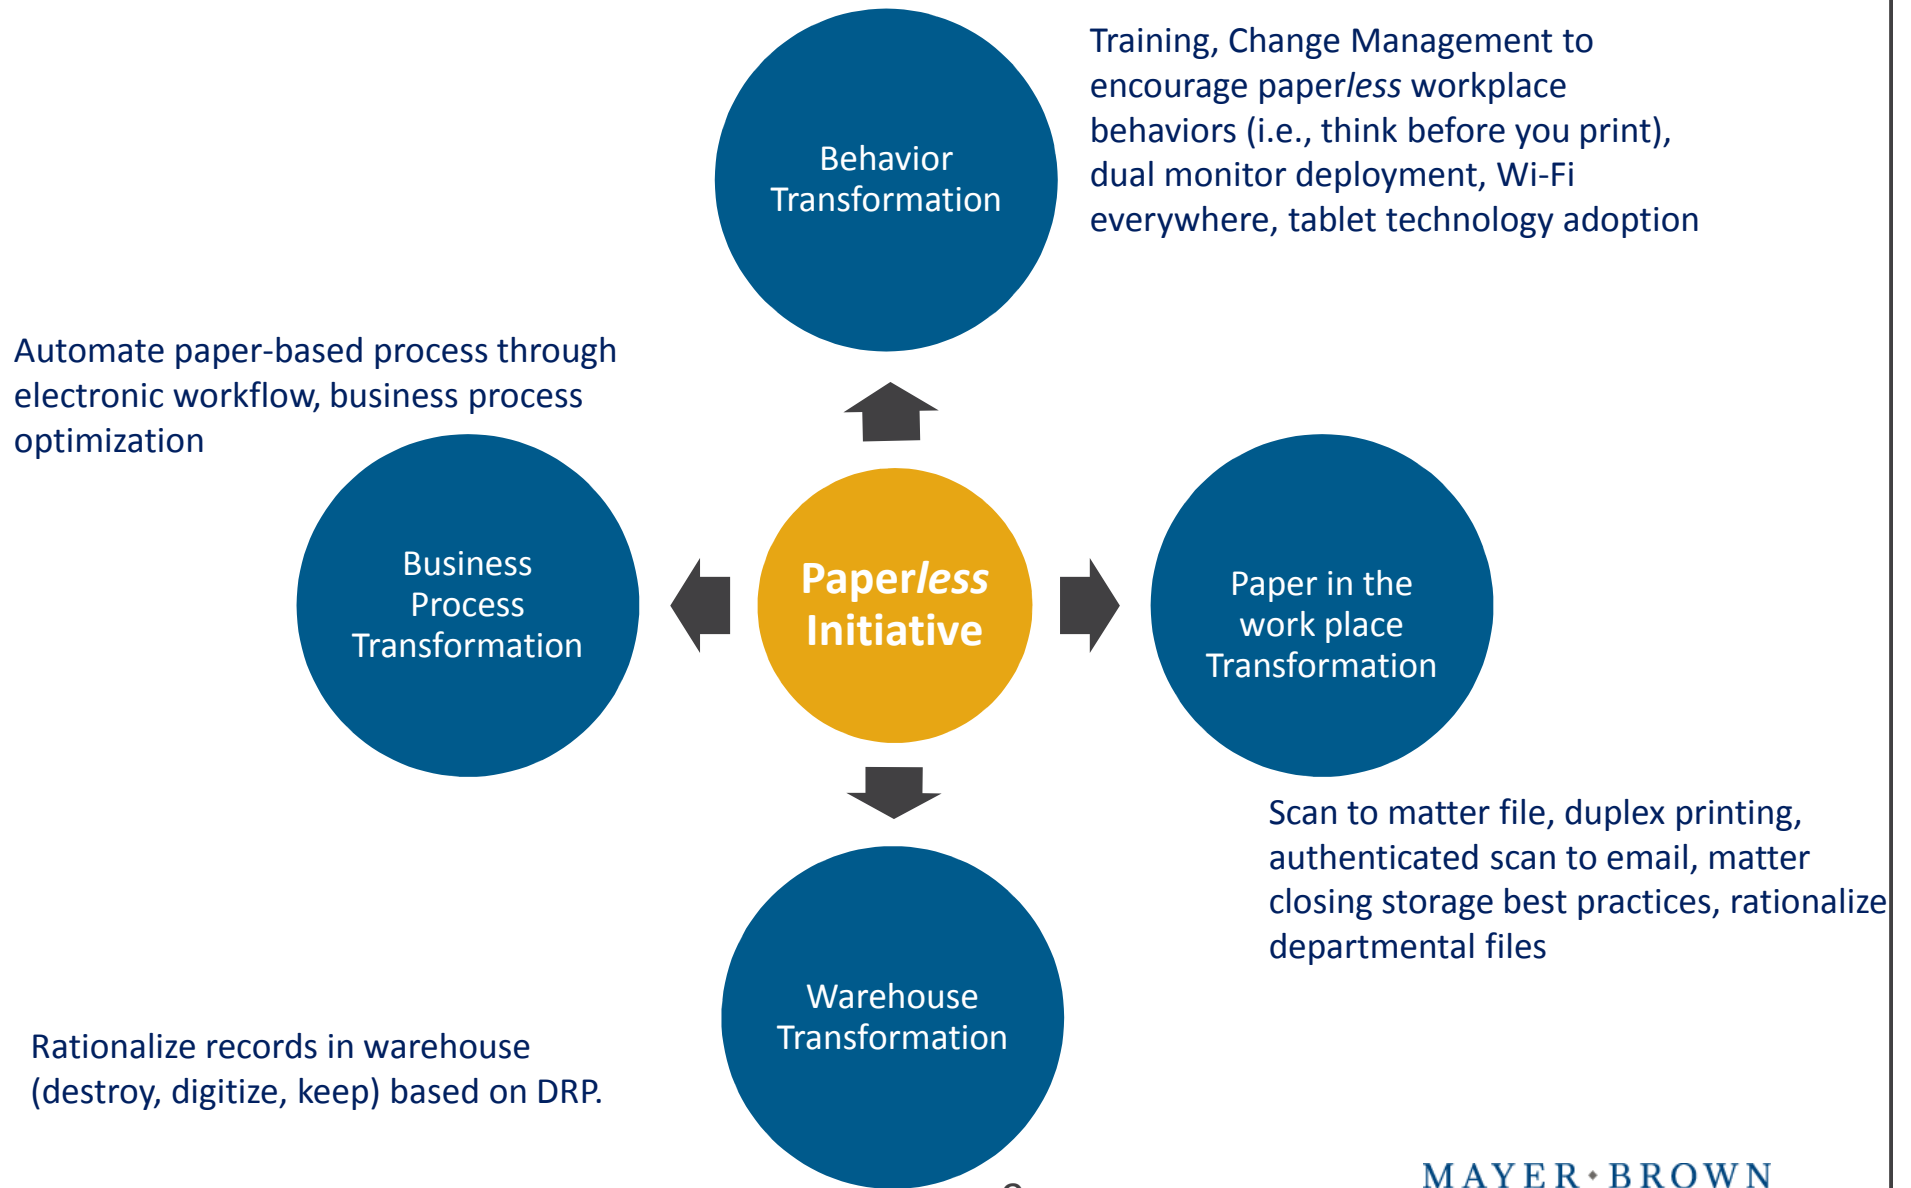 Training, Change Management to
encourage paperless workplace
behaviors (i.e., think before you print),
dual monitor deployment, Wi-Fi
everywhere, tablet technology adoption
Behavior
Transformation
Automate paper-based process through
electronic workflow, business process
optimization
Business
Process
Transformation
Paperless
Initiative
Paper in the
work place
Transformation
Scan to matter file, duplex printing,
authenticated scan to email, matter
closing storage best practices, rationalize
departmental files
Warehouse
Transformation
Rationalize records in warehouse
(destroy, digitize, keep) based on DRP.
MAYER•BROWN